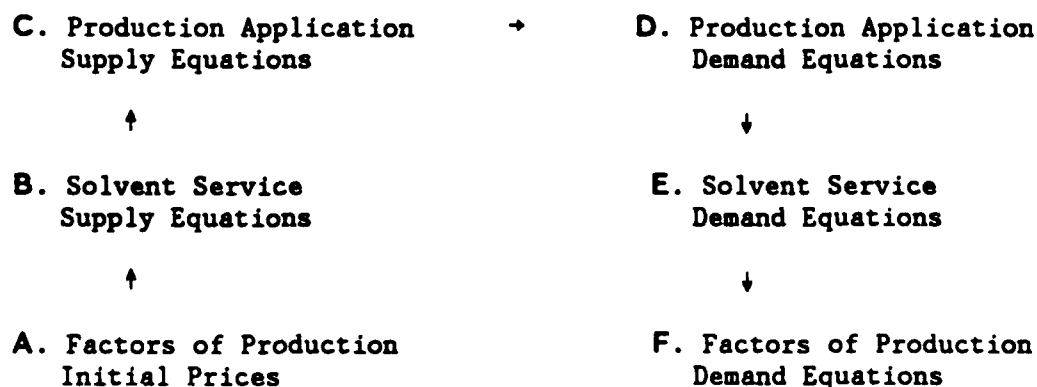 C. Production Application → D. Production Application
Supply Equations Demand Equations
↑ ↓
B. Solvent Service E. Solvent Service
Supply Equations Demand Equations
↑ ↓
A. Factors of Production F. Factors of Production
Initial Prices Demand Equations